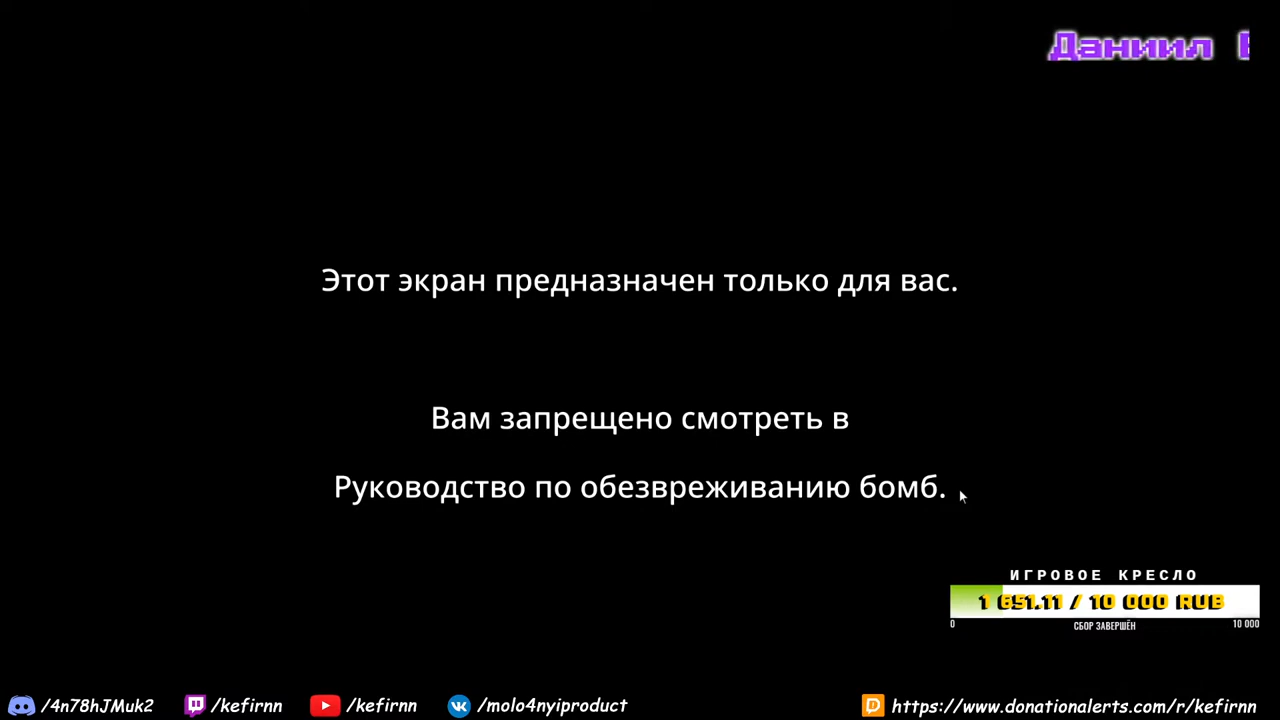 Даниил
Этот экран предназначен только для вас.
Вам запрещено смотреть в
Руководство по обезвреживанию бомб.
ИГРОВОЕ КРЕСЛО
1 651.11 / 10 000 RUB
0 СБОР ЗАВЕРШЁН 10 000
/4n78hJMuk2 /kefirnn /kefirnn /molo4nyiproduct https://www.donationalerts.com/r/kefirnn